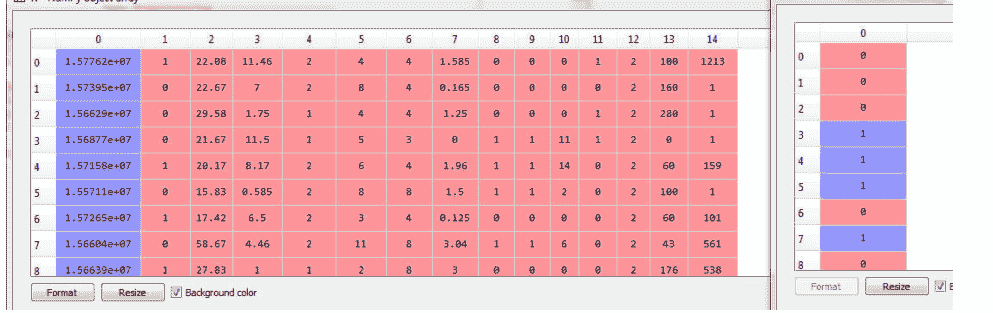 0 1 2 3 4 5 6 7 8 9 10 11 12 13 14
0 1.57762e+07 1 22.08 11.46 2 4 4 1.585 0 0 0 1 2 100 1213
1 1.57395e+07 0 22.67 7 2 8 4 0.165 0 0 0 0 2 160 1
2 1.56629e+07 0 29.58 1.75 1 4 4 1.25 0 0 0 1 2 280 1
3 1.56877e+07 0 21.67 11.5 1 5 3 0 1 1 11 1 2 0 1
4 1.57158e+07 1 20.17 8.17 2 6 4 1.96 1 1 14 0 2 60 159
5 1.55711e+07 0 15.83 0.585 2 8 8 1.5 1 1 2 0 2 100 1
6 1.57265e+07 1 17.42 6.5 2 3 4 0.125 0 0 0 0 2 60 101
7 1.56604e+07 0 58.67 4.46 2 11 8 3.04 1 1 6 0 2 43 561
8 1.56639e+07 1 27.83 1 1 2 8 3 0 0 0 0 2 176 538
Format Resize Background color
0
0 0
1 0
2 0
3 1
4 1
5 1
6 0
7 1
8 0
Format Resize